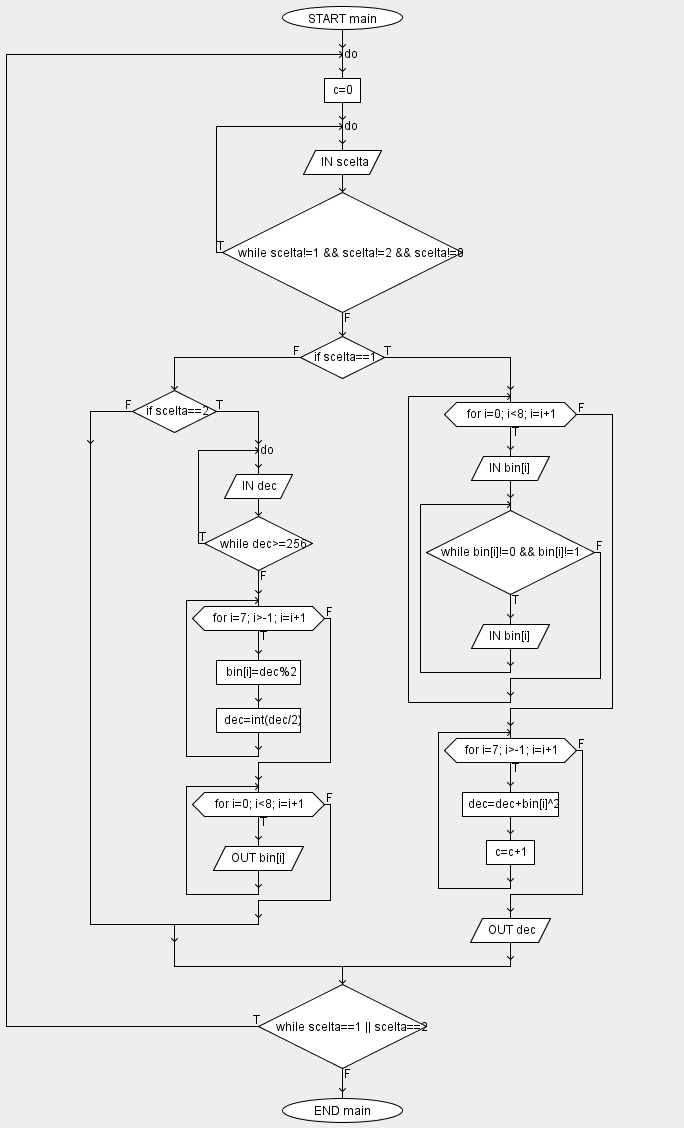 START main
do
c=0
do
IN scelta
while scelta!=1 && scelta!=2 && scelta!=0
T
F
if scelta==1
F
T
if scelta==2
F
T
do
IN dec
while dec>=256
T
F
for i=7; i>-1; i=i+1
F
T
bin[i]=dec%2
dec=int(dec/2)
for i=0; i<8; i=i+1
F
T
OUT bin[i]
for i=0; i<8; i=i+1
F
T
IN bin[i]
while bin[i]!=0 && bin[i]!=1
F
T
IN bin[i]
for i=7; i>-1; i=i+1
F
T
dec=dec+bin[i]^2
c=c+1
OUT dec
while scelta==1 || scelta==2
T
F
END main